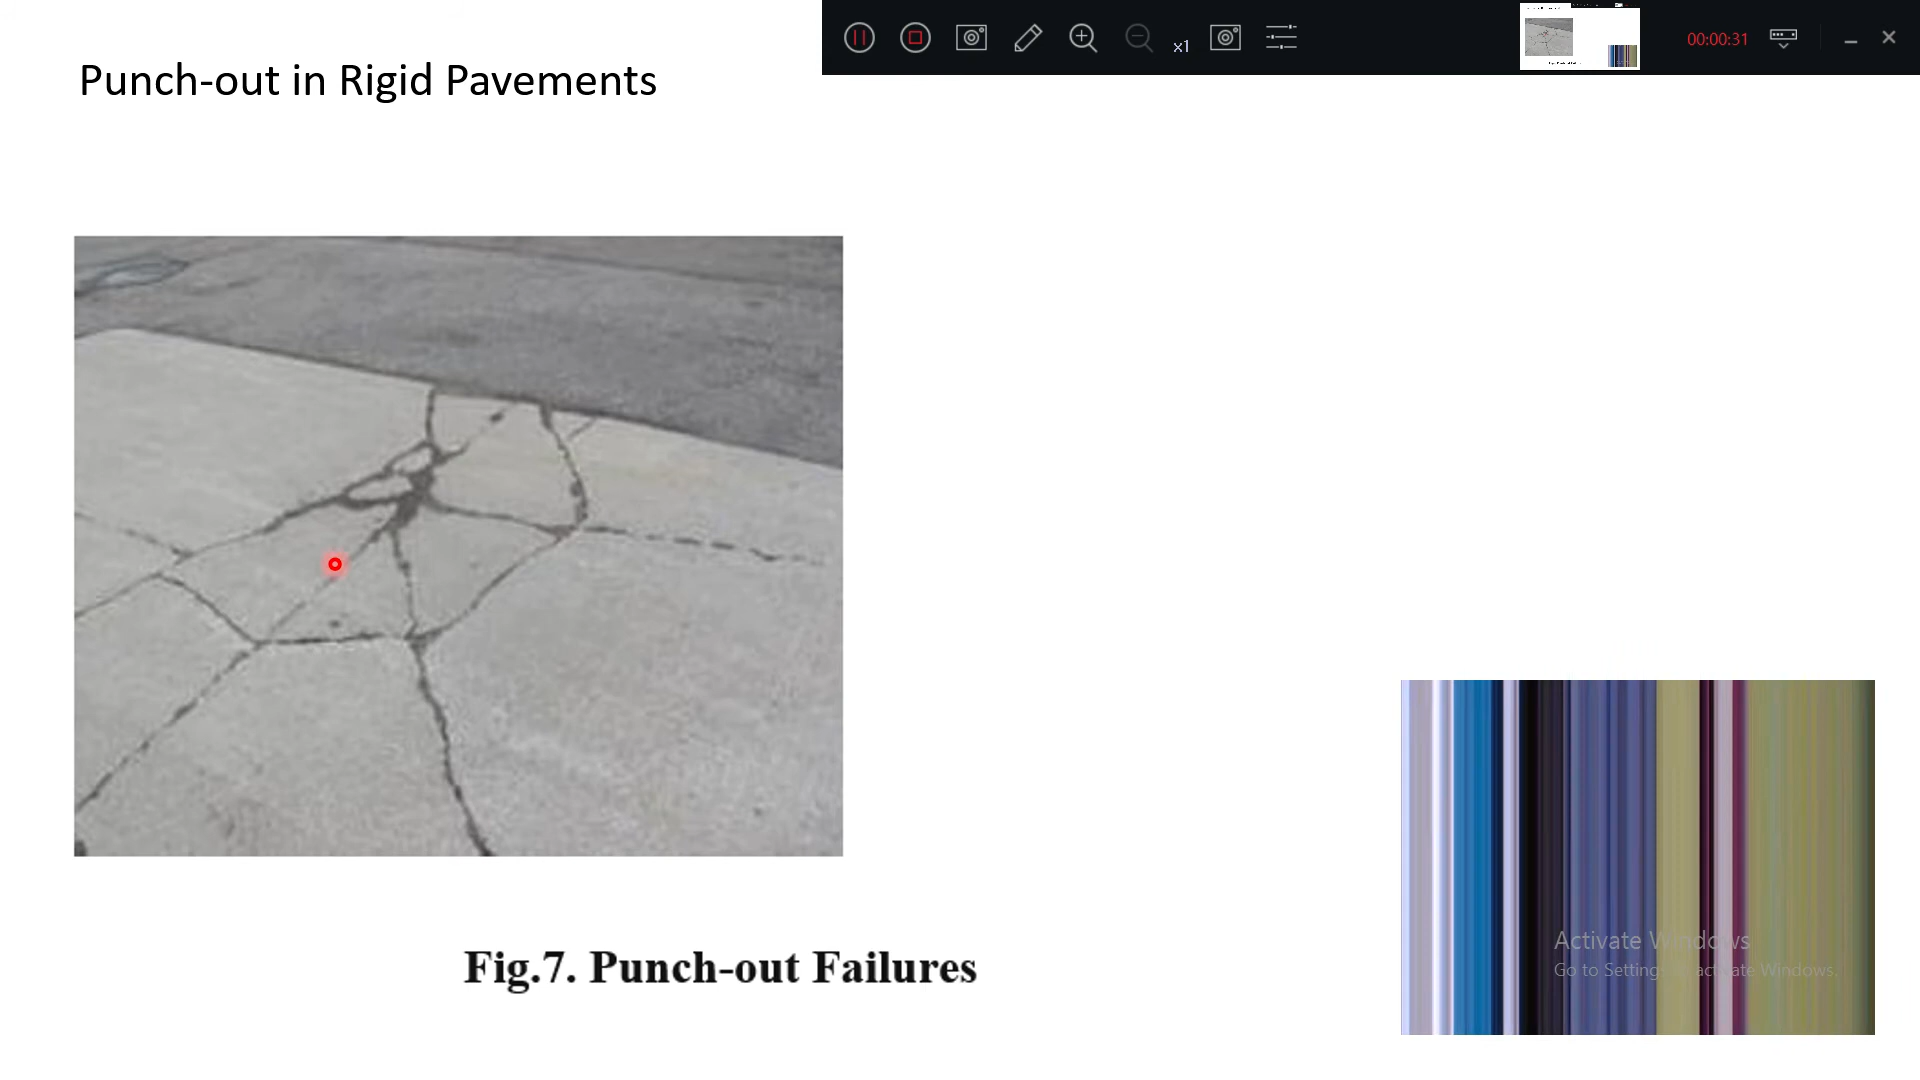 Punch-out in Rigid Pavements
x1
00:00:31
Fig.7. Punch-out Failures
Activate Windows
Go to Settings to activate Windows.